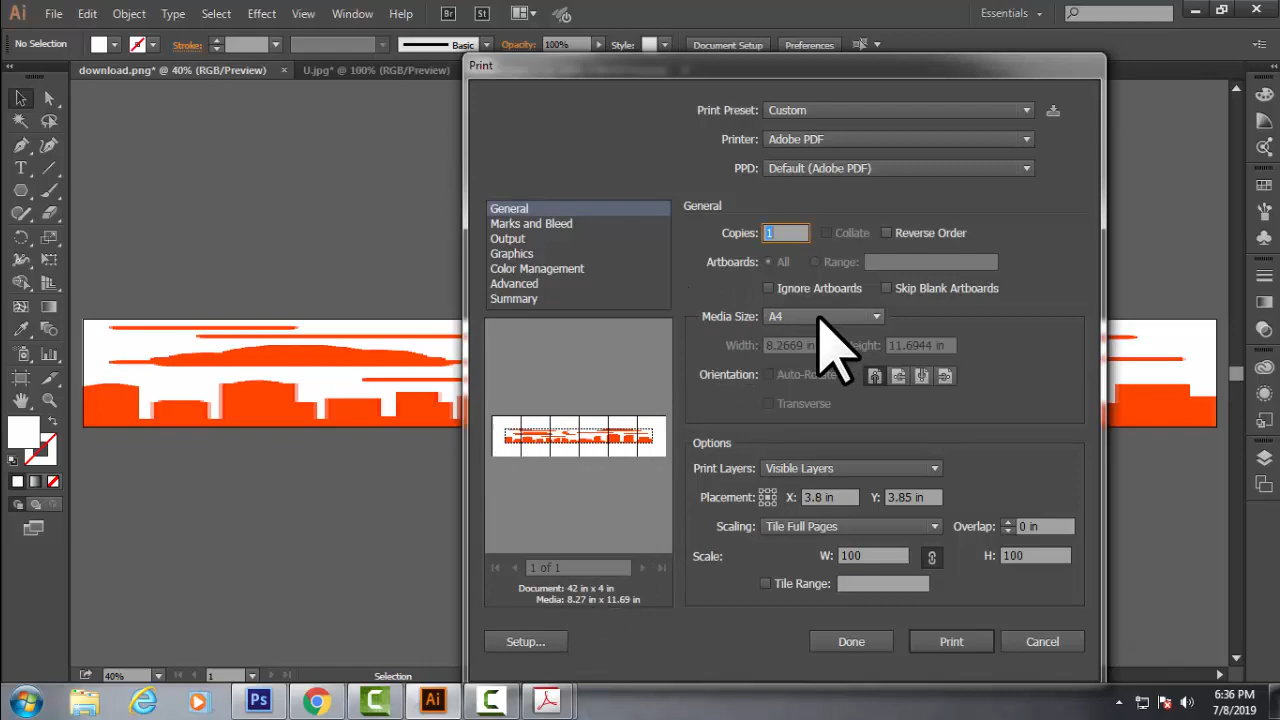 Ai File Edit Object Type Select Effect View Window Help Br St Essentials
No Selection Stroke: Basic Opacity: 100% Style: Document Setup Preferences
download.png* @ 40% (RGB/Preview) × U.jpg* @ 100% (RGB/Preview)
Print
Print Preset: Custom
Printer: Adobe PDF
PPD: Default (Adobe PDF)
General
Marks and Bleed
Output
Graphics
Color Management
Advanced
Summary
General
Copies: 1 Collate Reverse Order
Artboards: All Range:
Ignore Artboards Skip Blank Artboards
Media Size: A4
Width: 8.2669 in Height: 11.6944 in
Orientation: Auto-Rotate
Transverse
Options
Print Layers: Visible Layers
Placement: X: 3.8 in Y: 3.85 in
Scaling: Tile Full Pages Overlap: 0 in
Scale: W: 100 H: 100
Tile Range:
1 of 1
Document: 42 in x 4 in
Media: 8.27 in x 11.69 in
Setup... Done Print Cancel
40% 1 Selection
Ps Ai
6:36 PM
7/8/2019